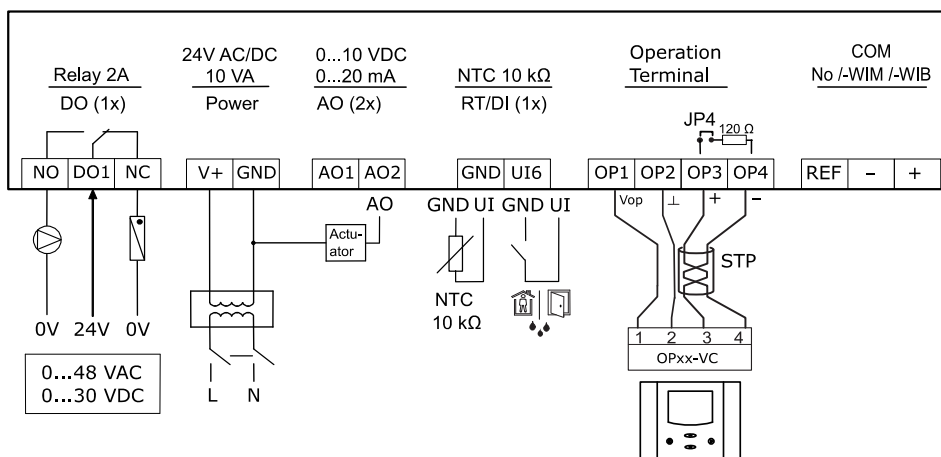 24V AC/DC 0...10 VDC Operation COM
Relay 2A 10 VA 0...20 mA NTC 10 kΩ Terminal No /-WIM /-WIB
DO (1x) Power AO (2x) RT/DI (1x)
JP4 120 Ω
NO DO1 NC V+ GND AO1 AO2 GND UI6 OP1 OP2 OP3 OP4 REF – +
AO GND UI GND UI Vop ⊥ + –
Actu-
ator
STP
NTC
10 kΩ
0V 24V 0V
1 2 3 4
OPxx-VC
0...48 VAC
0...30 VDC
L N